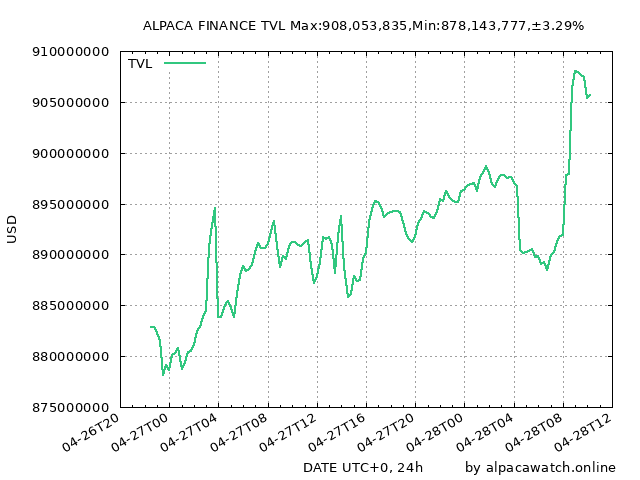 ALPACA FINANCE TVL Max:908,053,835,Min:878,143,777,±3.29%
TVL
910000000
905000000
900000000
895000000
890000000
885000000
880000000
875000000
USD
04-26T20
04-27T00
04-27T04
04-27T08
04-27T12
04-27T16
04-27T20
04-28T00
04-28T04
04-28T08
04-28T12
DATE UTC+0, 24h
by alpacawatch.online